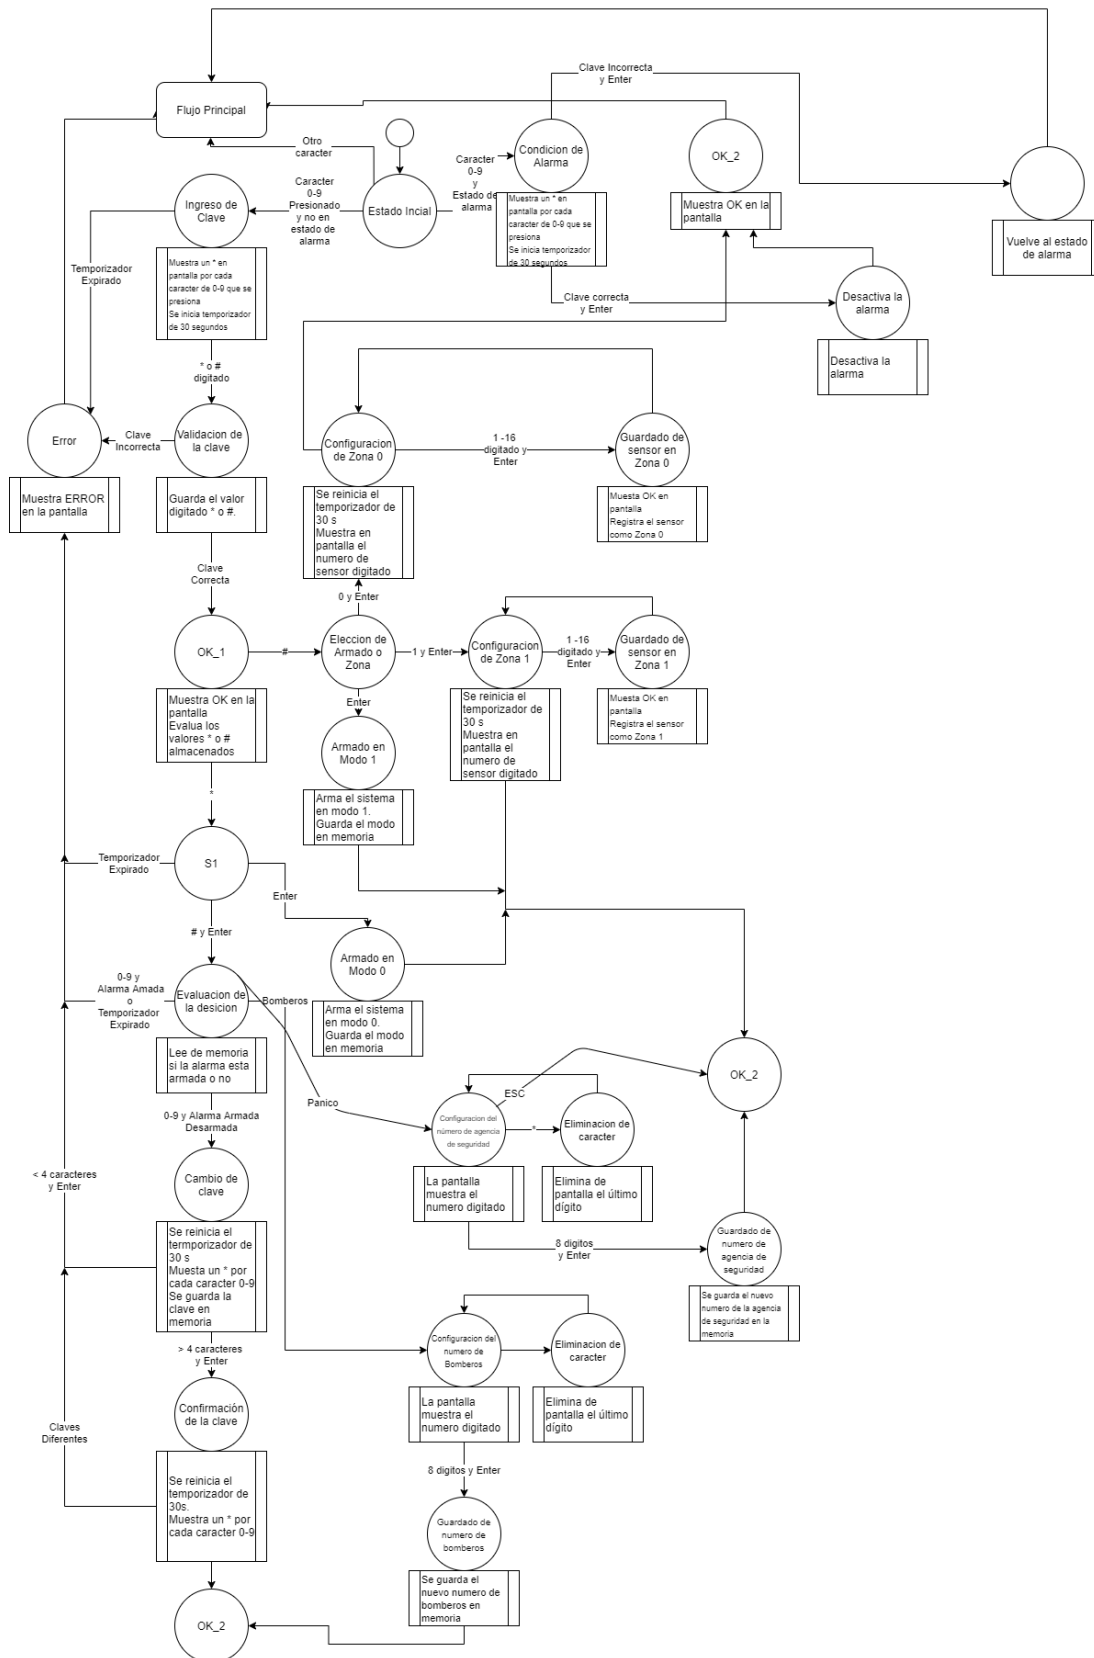 Clave Incorrecta
y Enter
Flujo Principal
Otro
caracter
Condicion de
Alarma
OK_2
Caracter
0-9
y
Estado de
alarma
Caracter
0-9
Presionado
y no en
estado de
alarma
Ingreso de
Clave
Estado Incial
Muestra un * en
pantalla por cada
caracter de 0-9 que se
presiona
Se inicia temporizador
de 30 segundos
Muestra OK en la
pantalla
Vuelve al estado
de alarma
Temporizador
Expirado
Muestra un * en
pantalla por cada
caracter de 0-9 que se
presiona
Se inicia temporizador
de 30 segundos
Clave correcta
y Enter
Desactiva la
alarma
Desactiva la
alarma
* o #
digitado
Error
Clave
Incorrecta
Validacion de
la clave
Configuracion
de Zona 0
1 -16
digitado y
Enter
Guardado de
sensor en
Zona 0
Muestra ERROR
en la pantalla
Guarda el valor
digitado * o #.
Se reinicia el
temporizador de
30 s
Muestra en
pantalla el
numero de
sensor digitado
Muesta OK en
pantalla
Registra el sensor
como Zona 0
Clave
Correcta
0 y Enter
OK_1
#
Eleccion de
Armado o
Zona
1 y Enter
Configuracion
de Zona 1
1 -16
digitado y
Enter
Guardado de
sensor en
Zona 1
Muestra OK en la
pantalla
Evalua los
valores * o #
almacenados
Enter
Se reinicia el
temporizador de
30 s
Muestra en
pantalla el
numero de
sensor digitado
Muesta OK en
pantalla
Registra el sensor
como Zona 1
Armado en
Modo 1
Arma el sistema
en modo 1.
Guarda el modo
en memoria
*
Temporizador
Expirado
S1
Enter
# y Enter
Armado en
Modo 0
0-9 y
Alarma Amada
o
Temporizador
Expirado
Evaluacion de
la desicion
Bomberos
Arma el sistema
en modo 0.
Guarda el modo
en memoria
Lee de memoria
si la alarma esta
armada o no
OK_2
Panico
ESC
Configuracion del
número de agencia
de seguridad
*
Eliminacion de
caracter
0-9 y Alarma Armada
Desarmada
La pantalla
muestra el
numero digitado
Elimina de
pantalla el último
dígito
< 4 caracteres
y Enter
Cambio de
clave
8 digitos
y Enter
Guardado de
numero de
agencia de
seguridad
Se reinicia el
termporizador de
30 s
Muesta un * por
cada caracter 0-9
Se guarda la
clave en
memoria
Se guarda el nuevo
numero de la agencia
de seguridad en la
memoria
> 4 caracteres
y Enter
Configuracion del
numero de
Bomberos
Eliminacion de
caracter
Confirmación
de la clave
La pantalla
muestra el
numero digitado
Elimina de
pantalla el último
dígito
Claves
Diferentes
8 digitos y Enter
Se reinicia el
temporizador de
30s.
Muestra un * por
cada caracter 0-9
Guardado de
numero de
bomberos
Se guarda el
nuevo numero de
bomberos en
memoria
OK_2